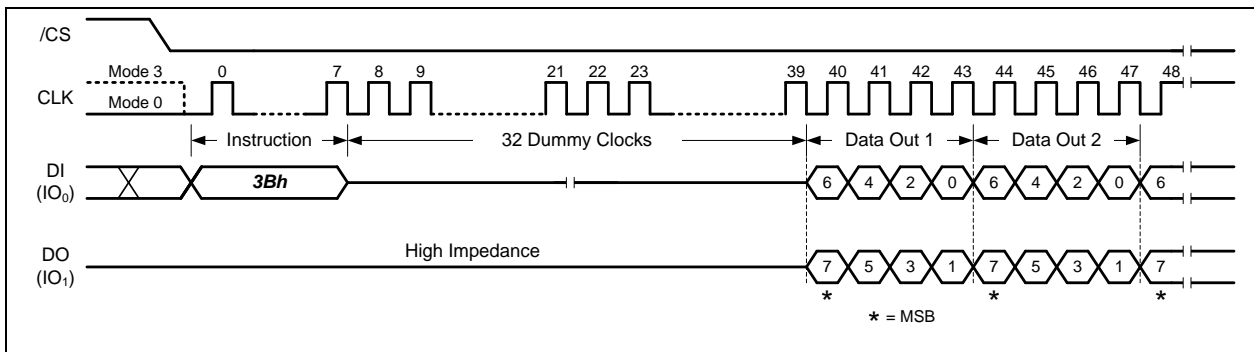 /CS
Mode 3 0 7 8 9 21 22 23 39 40 41 42 43 44 45 46 47 48
CLK
Mode 0
Instruction 32 Dummy Clocks Data Out 1 Data Out 2
DI
(IO₀)
3Bh 6 4 2 0 6 4 2 0 6
High Impedance
DO
(IO₁)
7 5 3 1 7 5 3 1 7
* * *
* = MSB